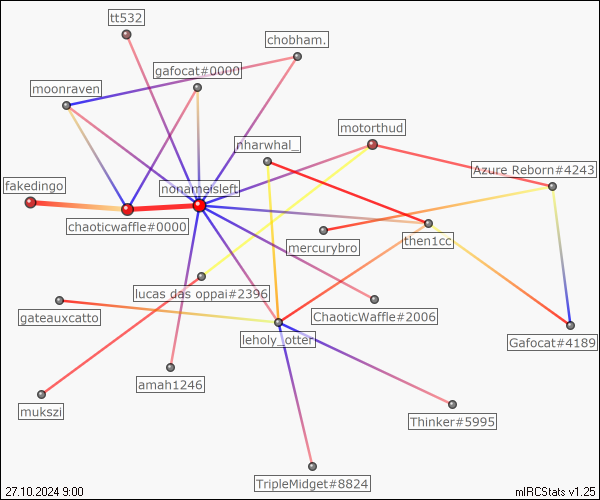 tt532
chobham.
gafocat#0000
moonraven
motorthud
nharwhal_
Azure Reborn#4243
fakedingo
nonameisleft
chaoticwaffle#0000
mercurybro
then1cc
lucas das oppai#2396
ChaoticWaffle#2006
gateauxcatto
leholy_otter
Gafocat#4189
amah1246
mukszi
Thinker#5995
TripleMidget#8824
27.10.2024 9:00
mIRCStats v1.25